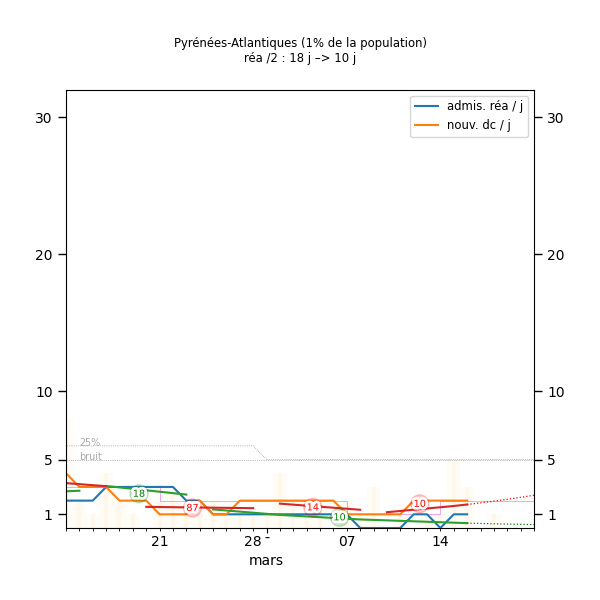 Pyrénées-Atlantiques (1% de la population)
réa /2 : 18 j –> 10 j
admis. réa / j
nouv. dc / j
30 30
20 20
10 10
25%
bruit
5 5
18
87
14
10
10
1 1
21 28 07 14
mars